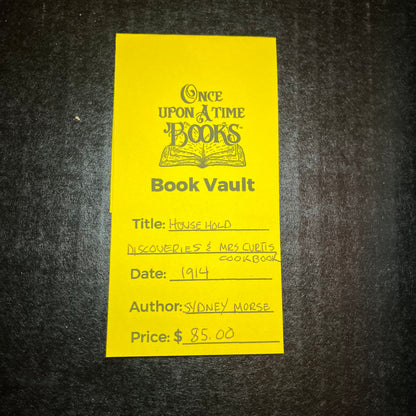 ONCE
UPON A TIME
BOOKS
Book Vault
Title: HOUSEHOLD
DISCOVERIES & MRS CURTIS
COOKBOOK
Date: 1914
Author: SYDNEY MORSE
Price: $ 85.00